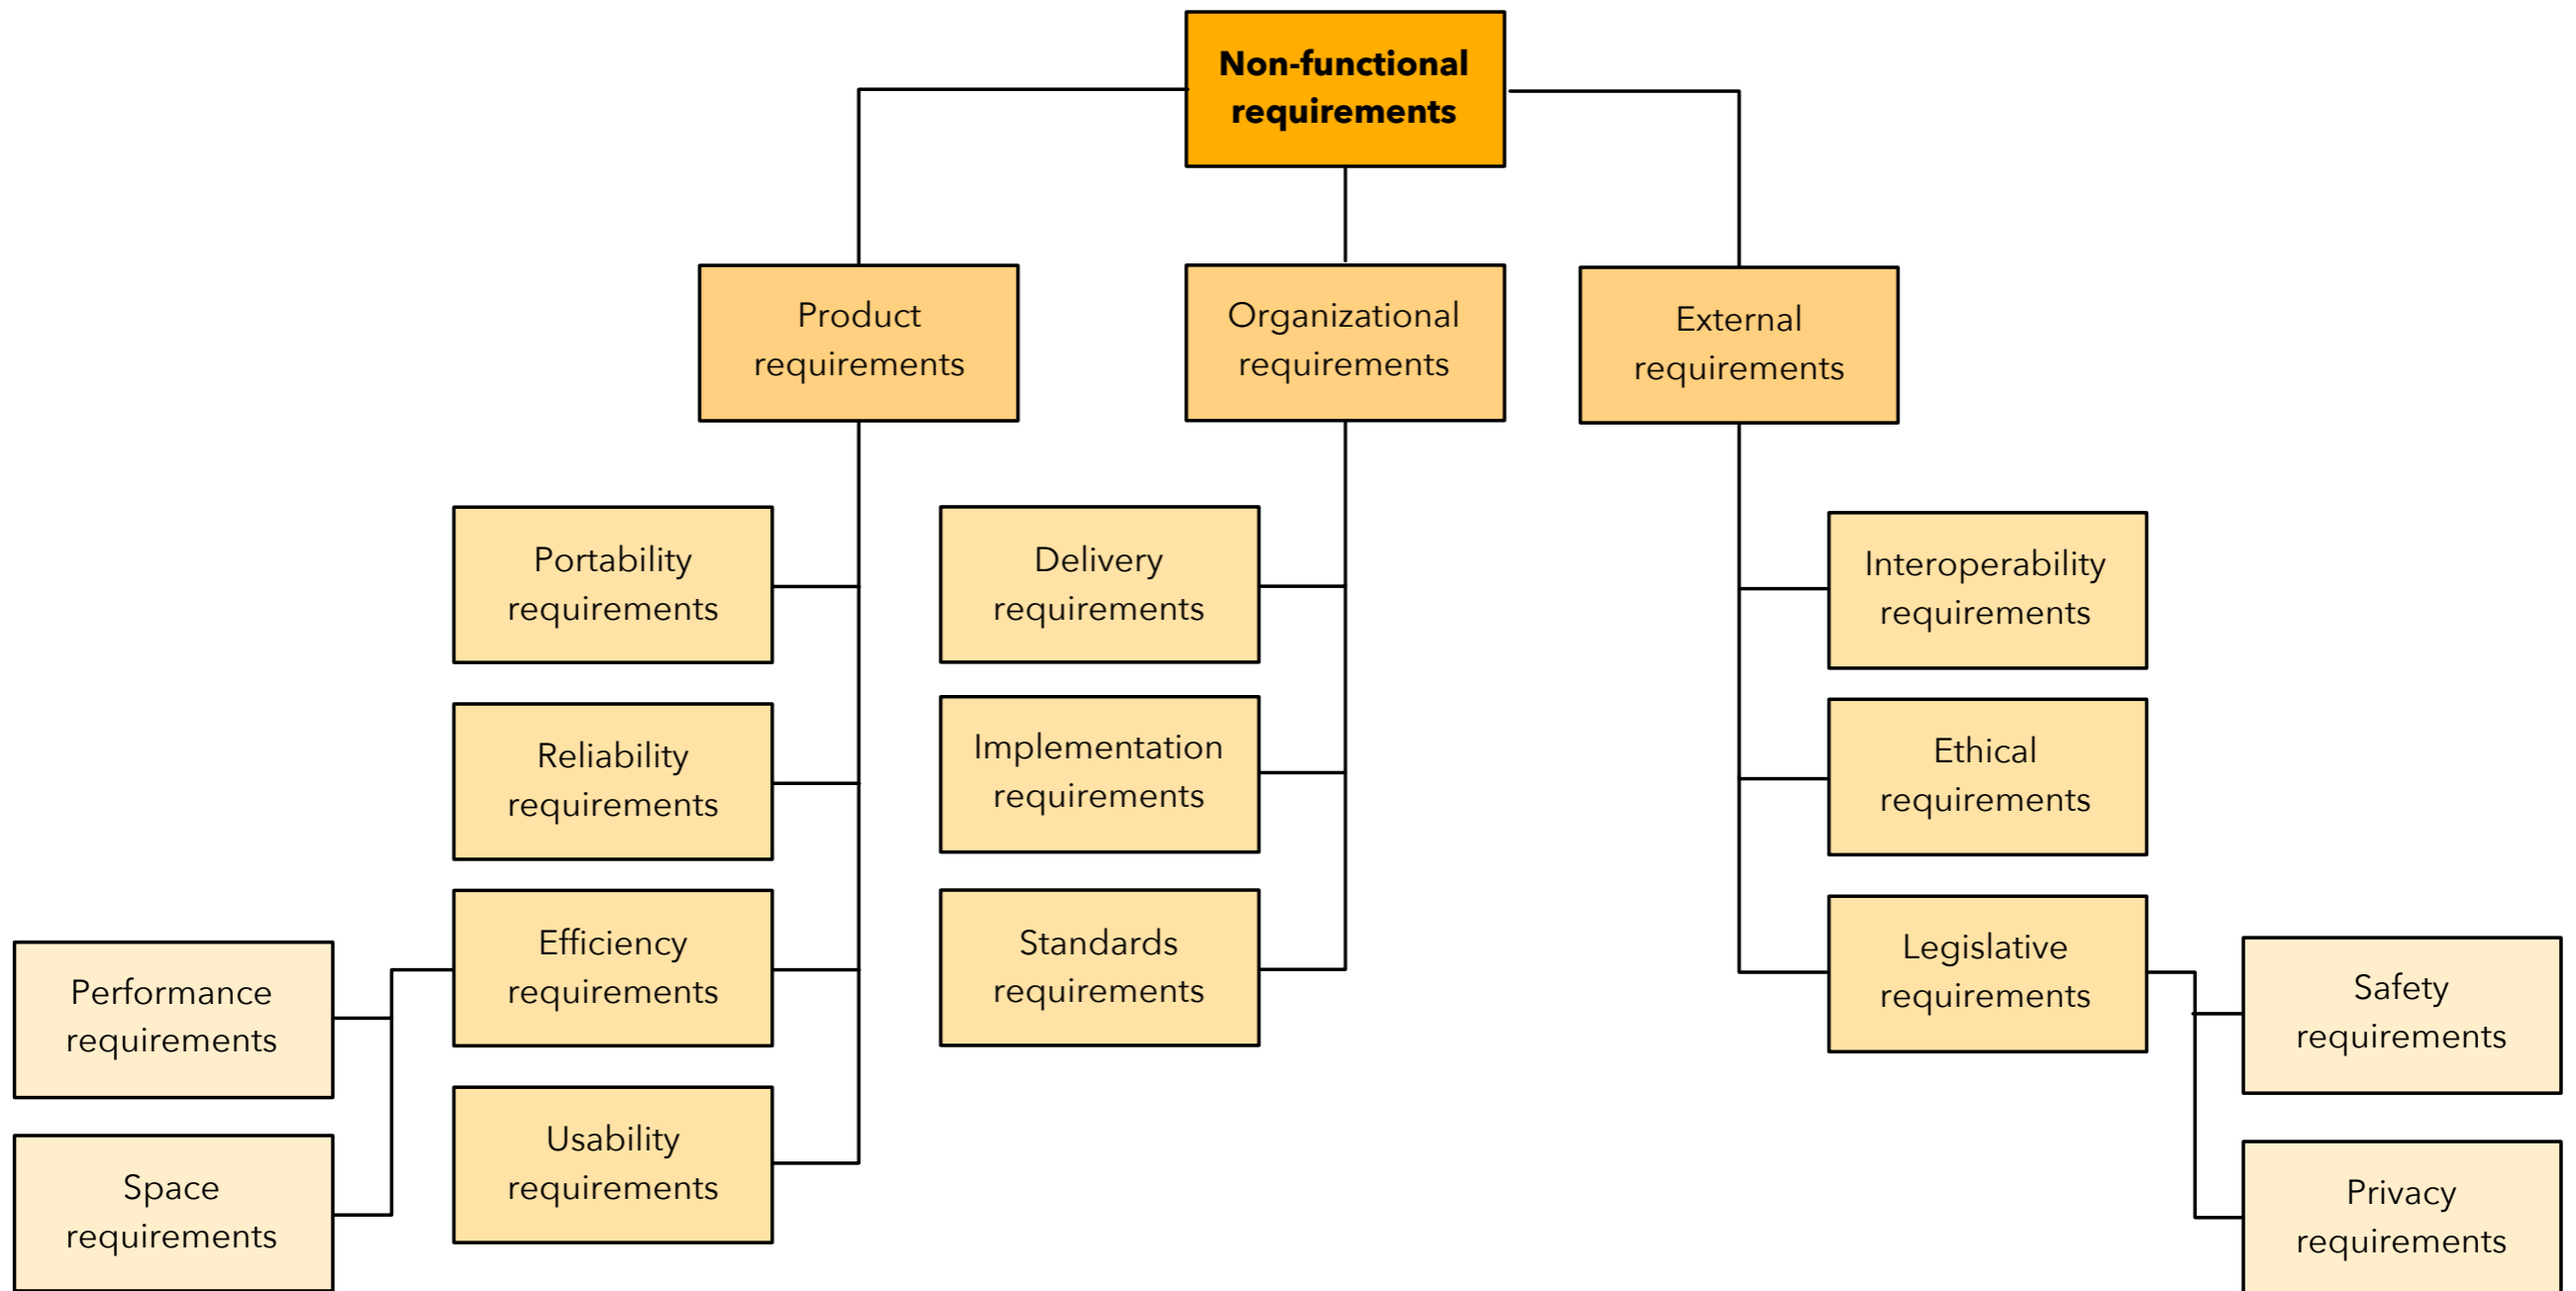 Non-functional
requirements
Product
requirements
Organizational
requirements
External
requirements
Portability
requirements
Delivery
requirements
Interoperability
requirements
Reliability
requirements
Implementation
requirements
Ethical
requirements
Efficiency
requirements
Standards
requirements
Legislative
requirements
Performance
requirements
Safety
requirements
Usability
requirements
Space
requirements
Privacy
requirements